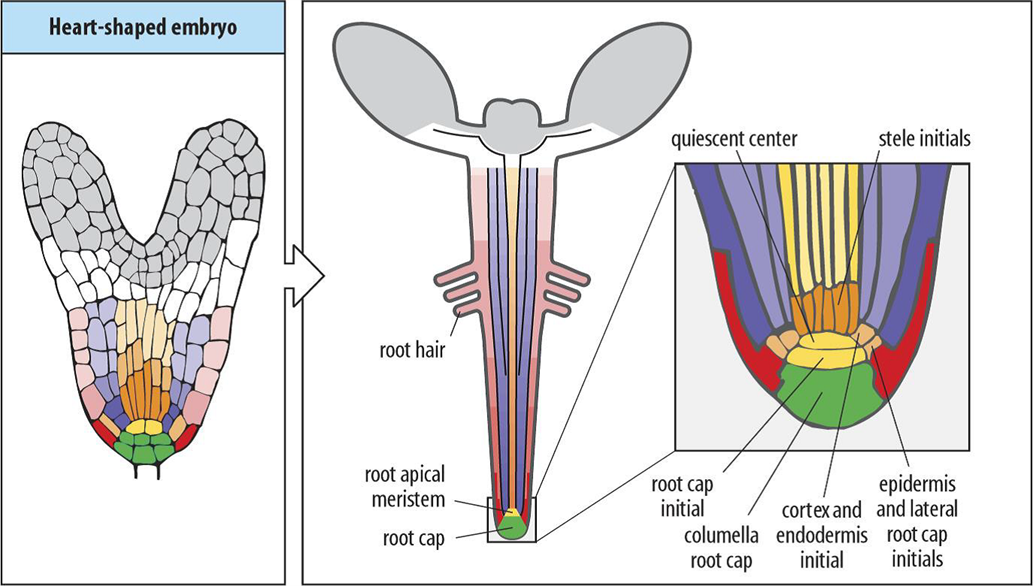 Heart-shaped embryo
quiescent center
stele initials
root hair
root apical
meristem
root cap
root cap
initial
columella
root cap
cortex and
endodermis
initial
epidermis
and lateral
root cap
initials